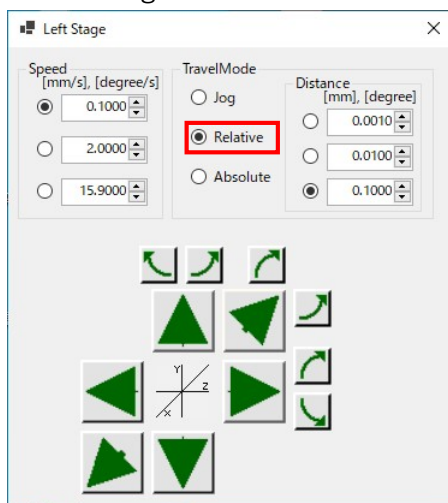 Left Stage
Speed
[mm/s], [degree/s]
0.1000
2.0000
15.9000
TravelMode
Jog
Relative
Absolute
Distance
[mm], [degree]
0.0010
0.0100
0.1000
Y
Z
X